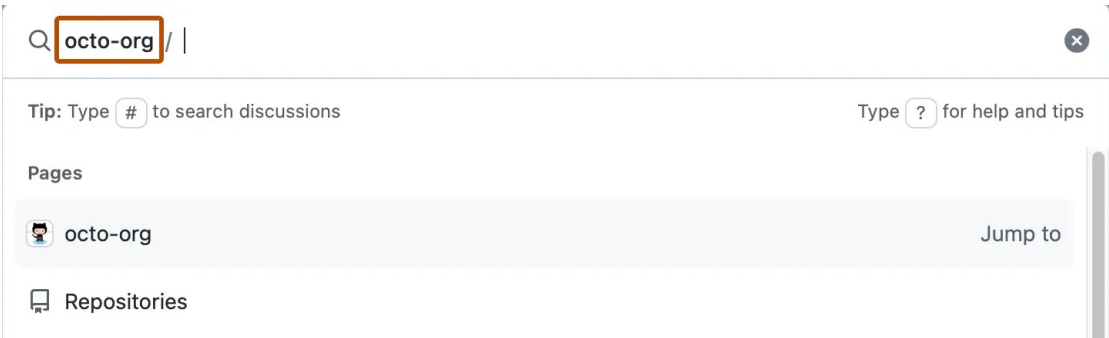 octo-org /
Tip: Type # to search discussions Type ? for help and tips
Pages
octo-org Jump to
Repositories